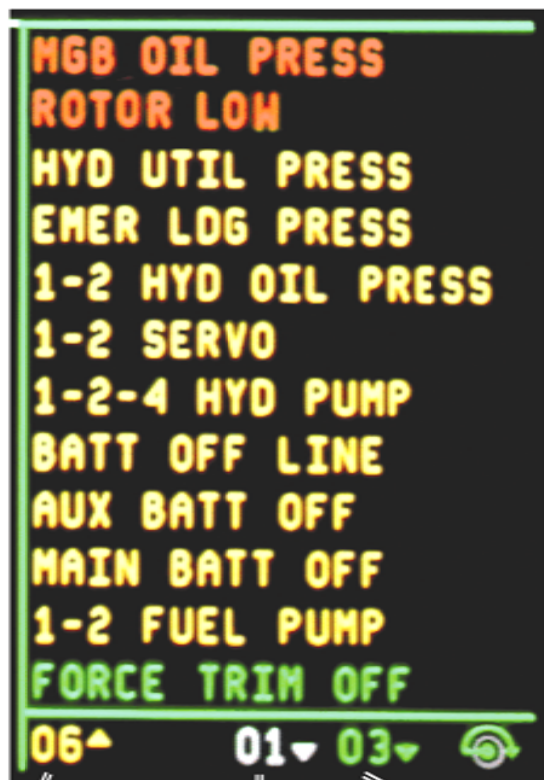 MGB OIL PRESS
ROTOR LOW
HYD UTIL PRESS
EMER LDG PRESS
1-2 HYD OIL PRESS
1-2 SERVO
1-2-4 HYD PUMP
BATT OFF LINE
AUX BATT OFF
MAIN BATT OFF
1-2 FUEL PUMP
FORCE TRIM OFF
06 01 03